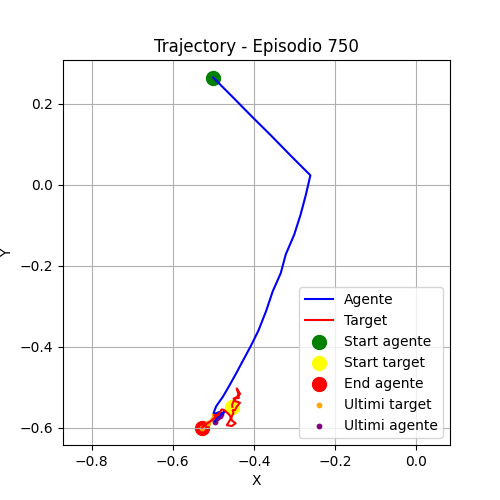 Trajectory - Episodio 750
Y
0.2
0.0
−0.2
−0.4
−0.6
−0.8
−0.6
−0.4
−0.2
0.0
X
Agente
Target
Start agente
Start target
End agente
Ultimi target
Ultimi agente